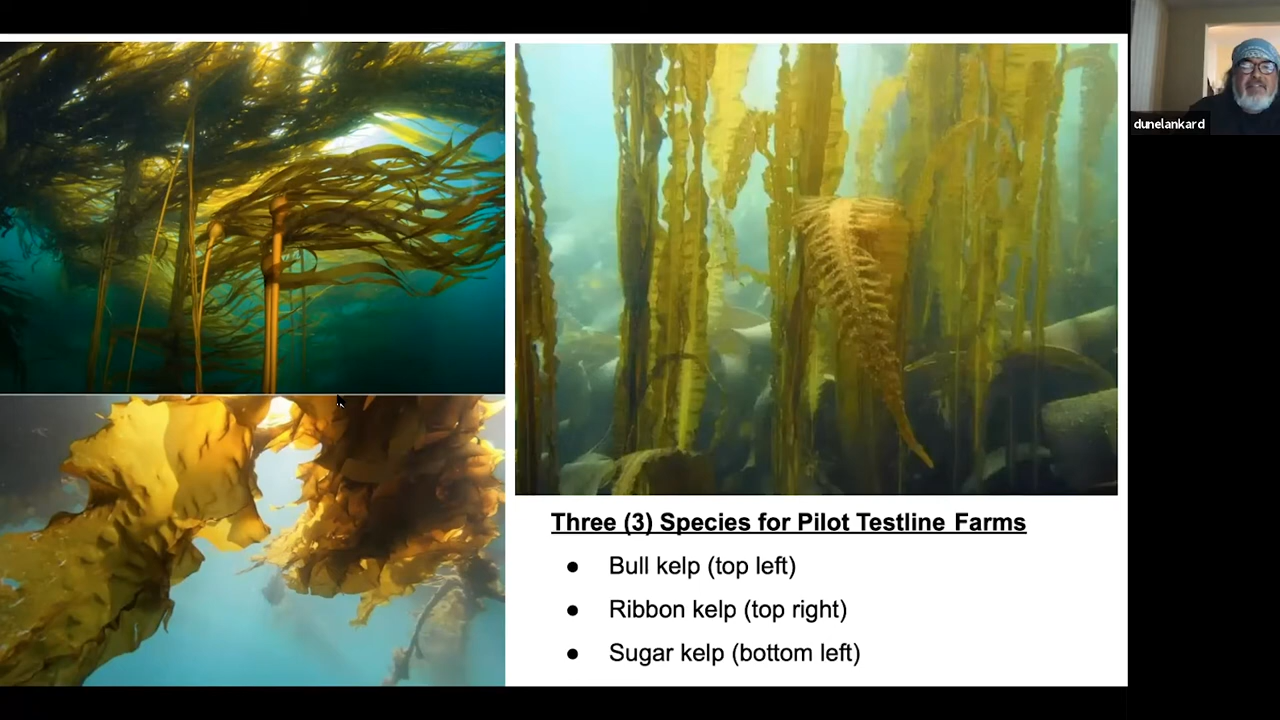 dunelankard
Three (3) Species for Pilot Testline Farms
● Bull kelp (top left)
● Ribbon kelp (top right)
● Sugar kelp (bottom left)